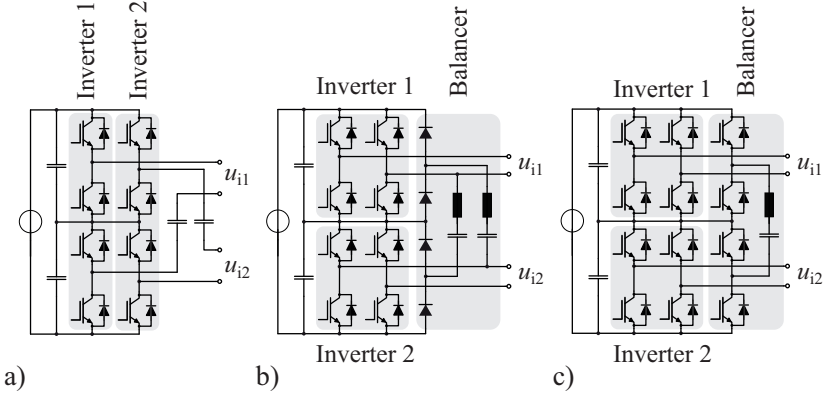 Inverter 1
Inverter 2
u_i1
u_i2
a)
Inverter 1
Balancer
u_i1
u_i2
Inverter 2
b)
Inverter 1
Balancer
u_i1
u_i2
Inverter 2
c)